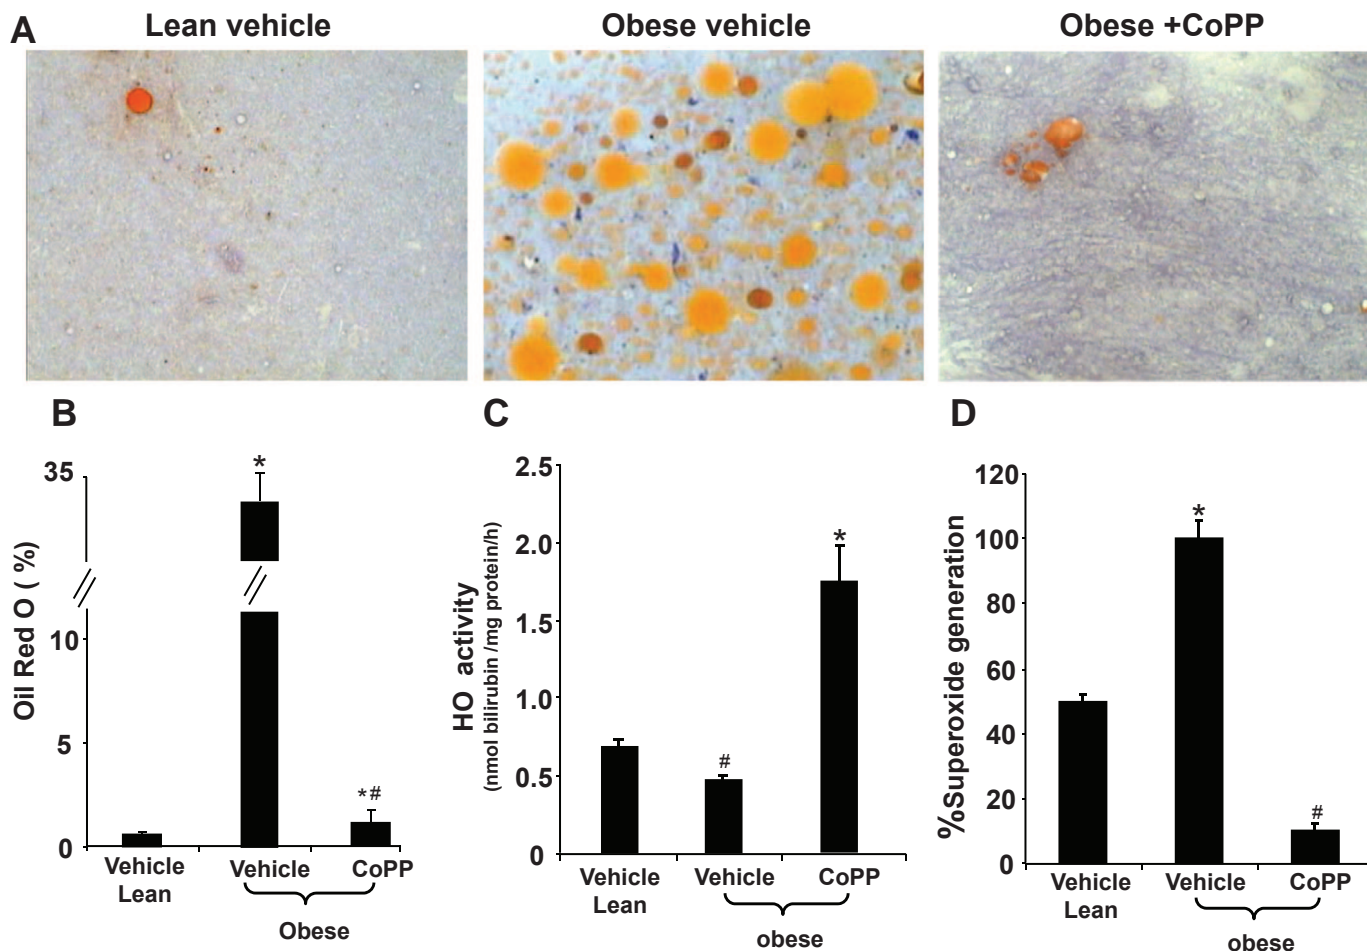 A
Lean vehicle
Obese vehicle
Obese +CoPP
B
35
*
Oil Red O ( %)
10
5
*#
0
Vehicle
Lean
Vehicle
CoPP
Obese
C
2.5
2.0
*
HO activity
(nmol bilirubin /mg protein/h)
1.5
1.0
#
0.5
0
Vehicle
Lean
Vehicle
CoPP
obese
D
120
*
100
%Superoxide generation
80
60
40
20
#
0
Vehicle
Lean
Vehicle
CoPP
obese